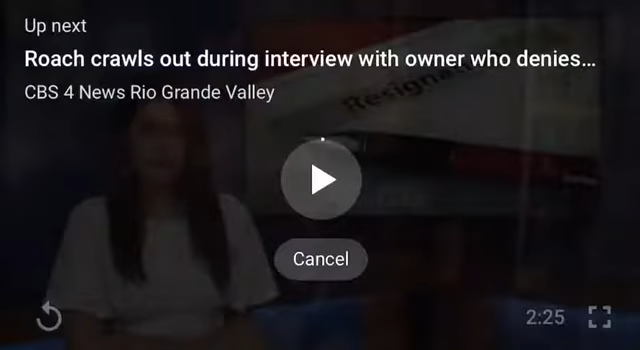 Up next
Roach crawls out during interview with owner who denies...
CBS 4 News Rio Grande Valley
Resignat
Cancel
2:25